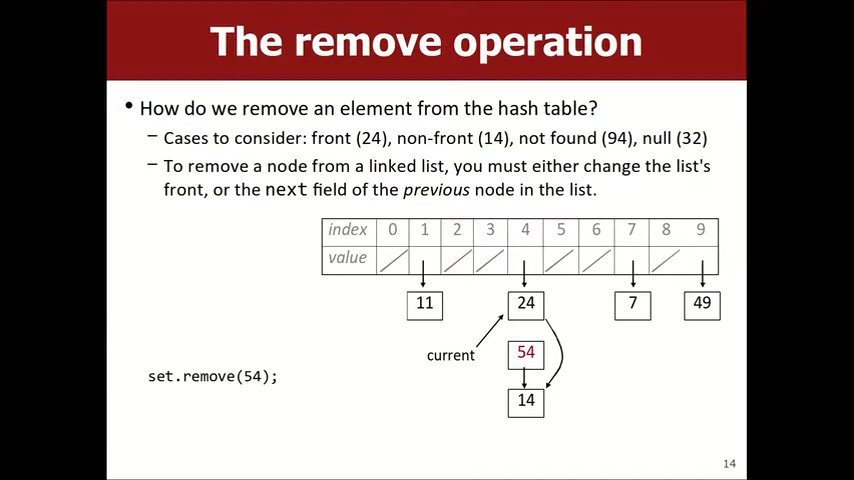 The remove operation
• How do we remove an element from the hash table?
– Cases to consider: front (24), non-front (14), not found (94), null (32)
– To remove a node from a linked list, you must either change the list's
front, or the next field of the previous node in the list.
index 0 1 2 3 4 5 6 7 8 9
value
11 24 7 49
current 54
set.remove(54);
14
14